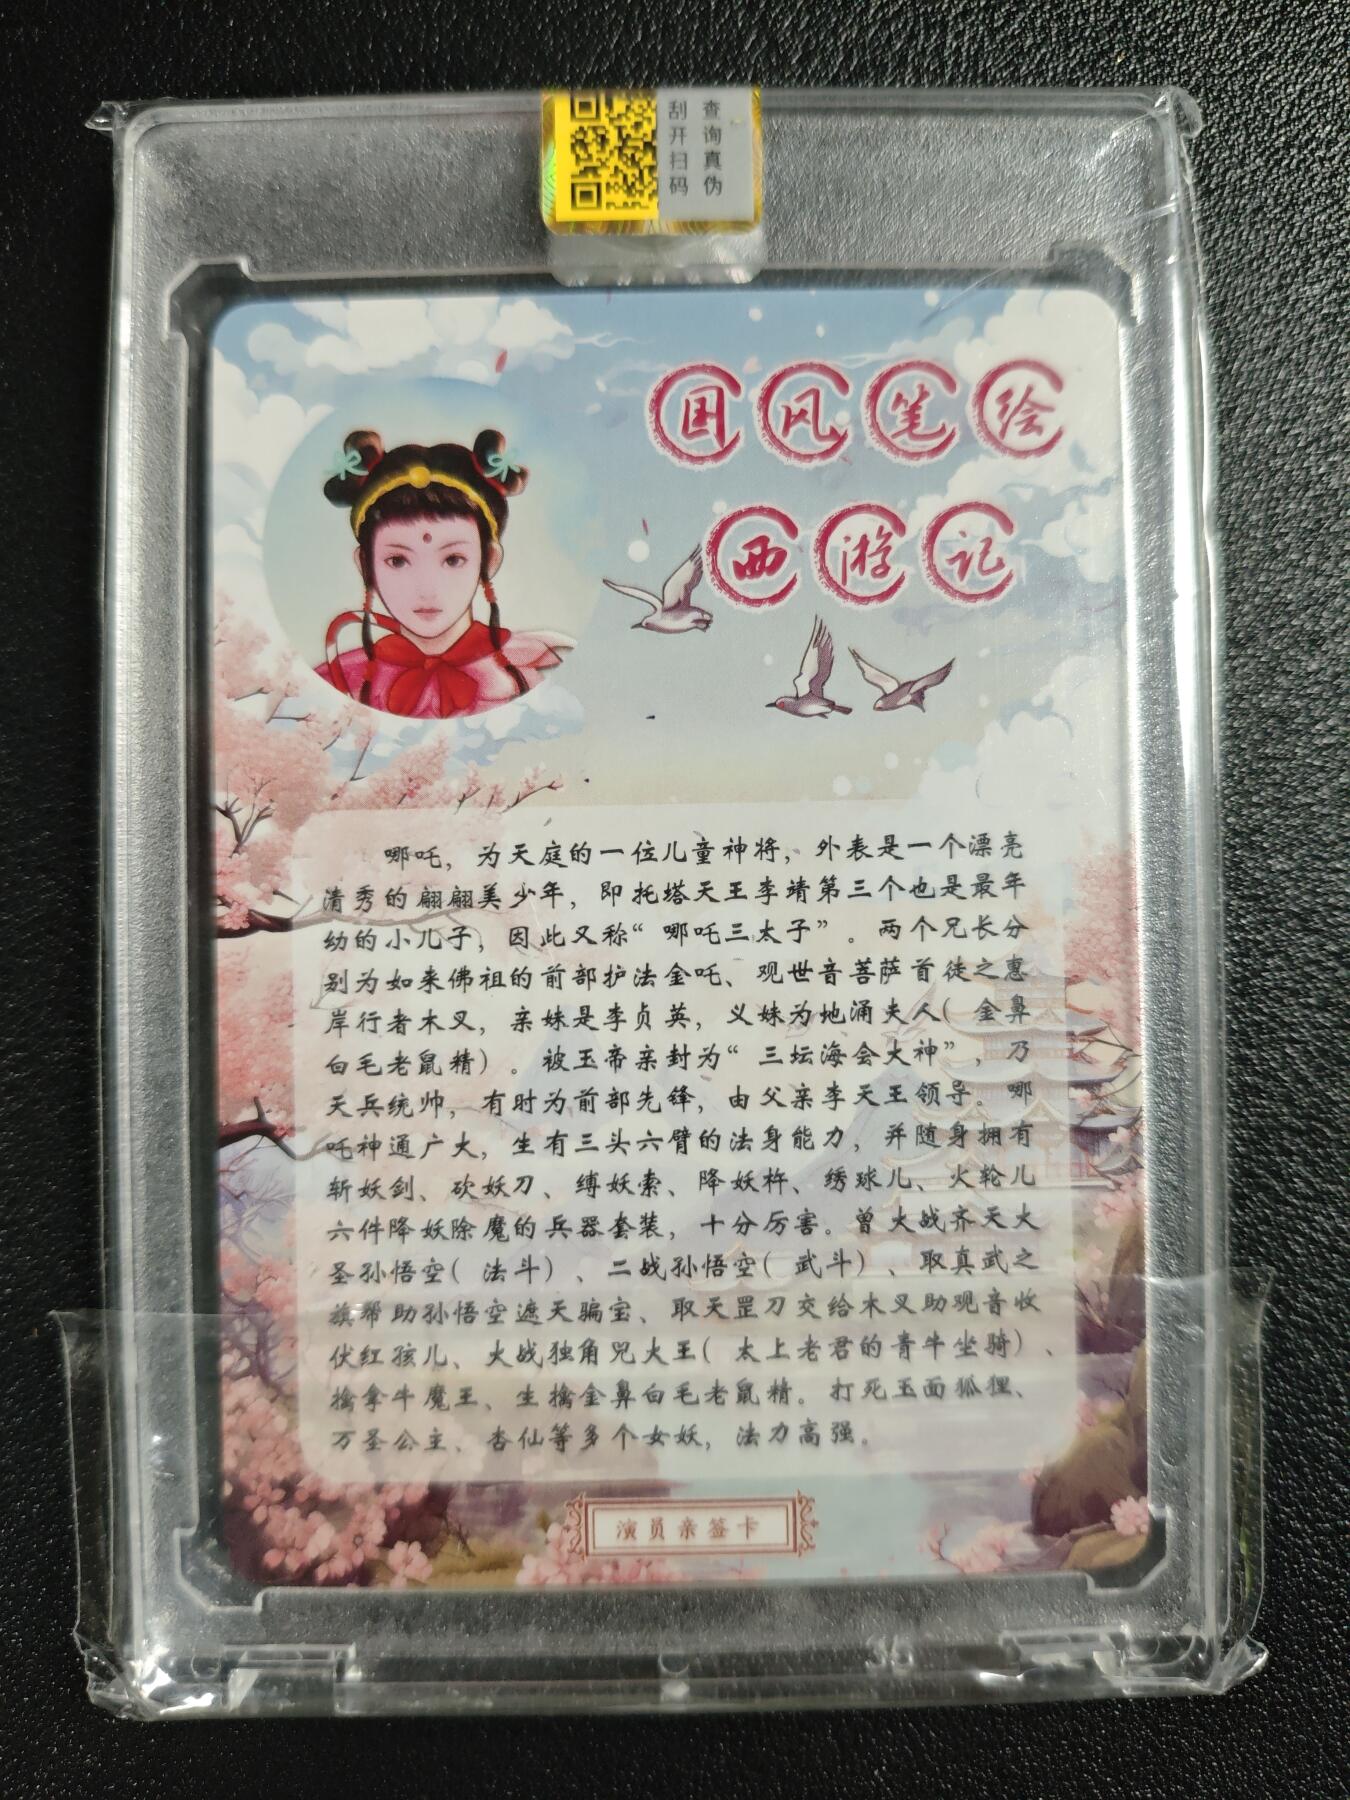 刮开扫码
查询真伪
国风笔绘
西游记
哪吒，为天庭的一位儿童神将，外表是一个漂亮
清秀的翩翩美少年，即托塔天王李靖第三个也是最年
幼的小儿子，因此又称“哪吒三太子”。两个兄长分
别为如来佛祖的前部护法金吒、观世音菩萨首徒之惠
岸行者木叉，亲妹是李贞英，义妹为地涌夫人（金鼻
白毛老鼠精）。被玉帝亲封为“三坛海会大神”，乃
天兵统帅，有时为前部先锋，由父亲李天王领导。哪
吒神通广大，生有三头六臂的法身能力，并随身拥有
斩妖剑、砍妖刀、缚妖索、降妖杵、绣球儿、火轮儿
六件降妖除魔的兵器套装，十分厉害。曾大战齐天大
圣孙悟空（法斗）、二战孙悟空（武斗）、取真武之
旗帮助孙悟空遮天骗宝、取天罡刀交给木叉助观音收
伏红孩儿、大战独角兕大王（太上老君的青牛坐骑）、
擒拿牛魔王、生擒金鼻白毛老鼠精。打死玉面狐狸、
万圣公主、杏仙等多个女妖，法力高强。
演员亲签卡
35